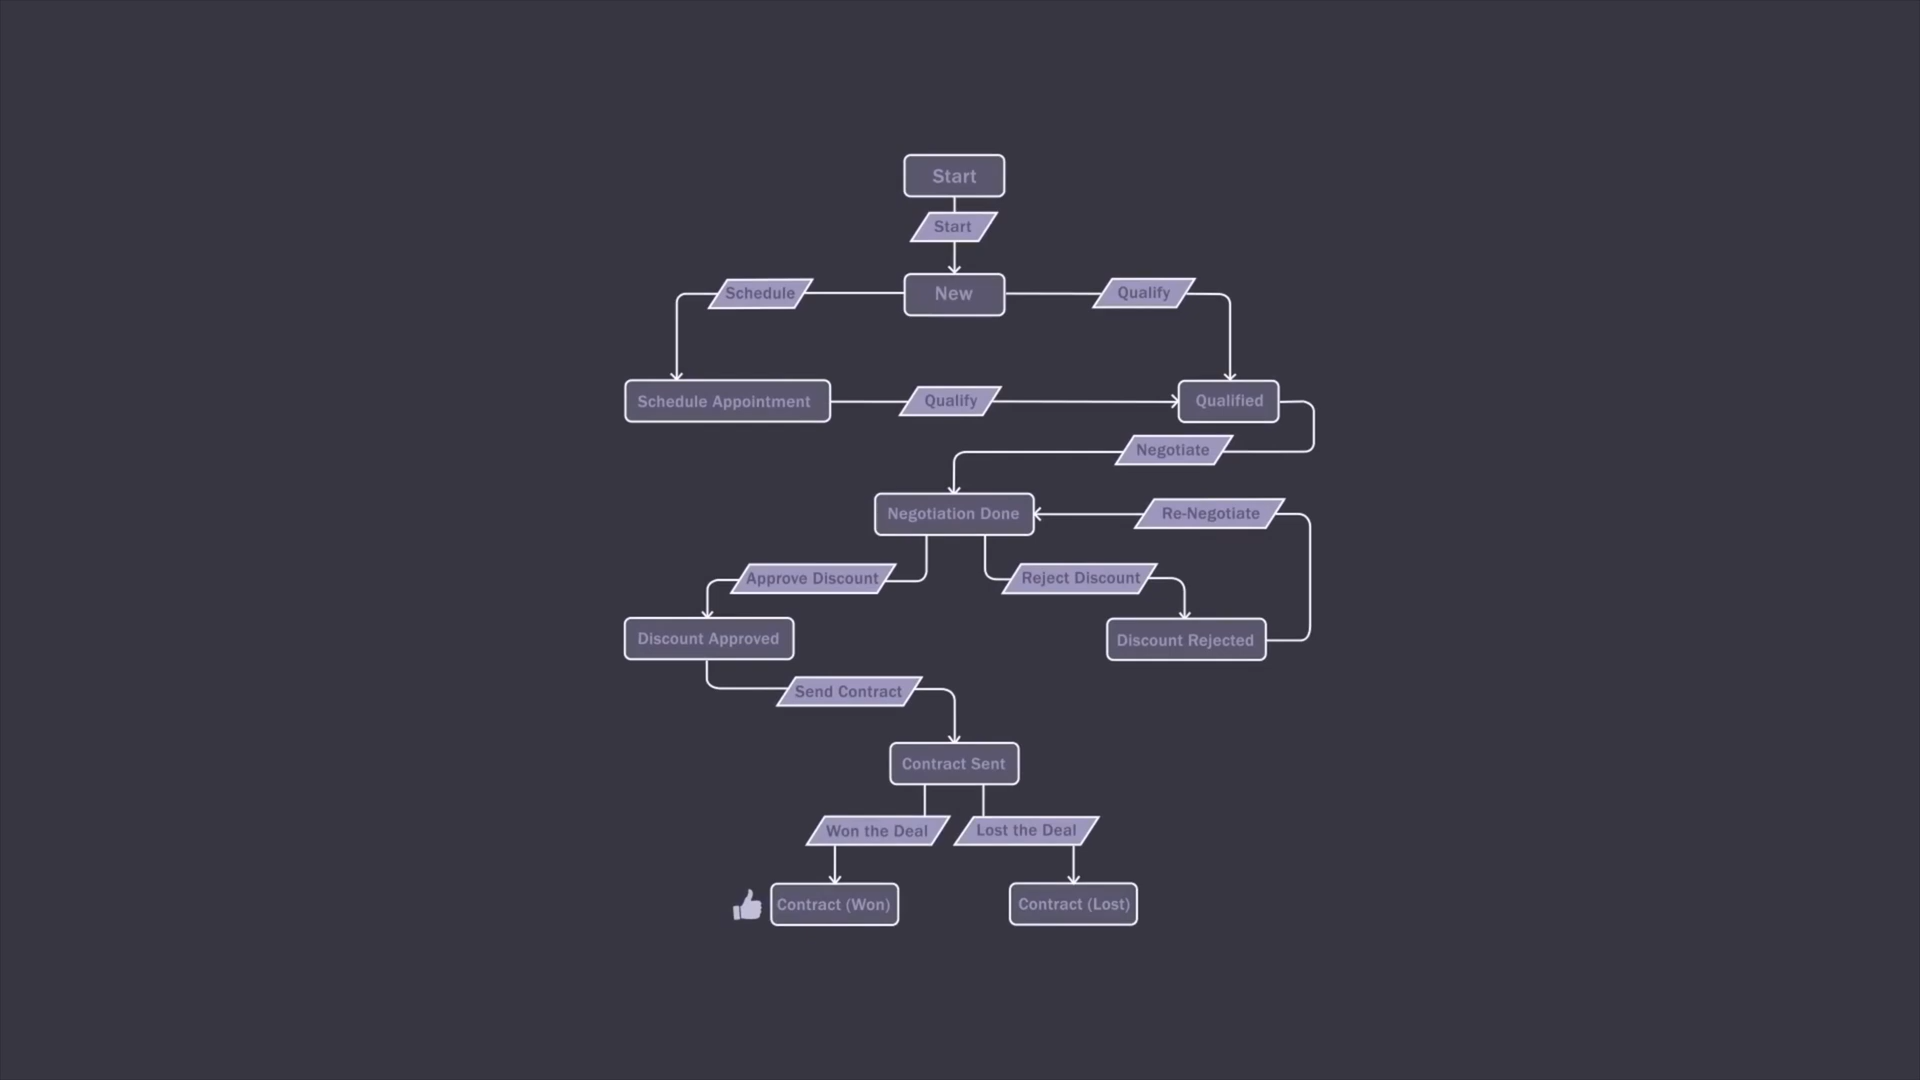 Start
Start
Schedule
New
Qualify
Schedule Appointment
Qualify
Qualified
Negotiate
Negotiation Done
Re-Negotiate
Approve Discount
Reject Discount
Discount Approved
Discount Rejected
Send Contract
Contract Sent
Won the Deal
Lost the Deal
Contract (Won)
Contract (Lost)